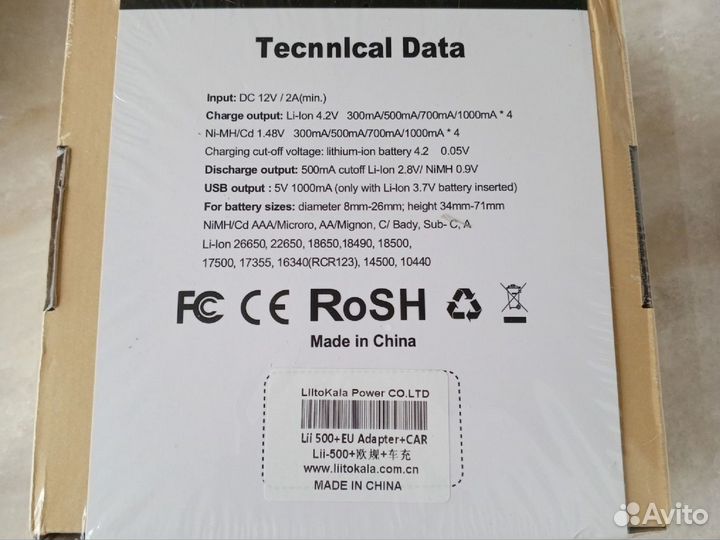 Tecnnlcal Data
Input: DC 12V / 2A(min.)
Charge output: Li-Ion 4.2V 300mA/500mA/700mA/1000mA * 4
Ni-MH/Cd 1.48V 300mA/500mA/700mA/1000mA * 4
Charging cut-off voltage: lithium-ion battery 4.2 0.05V
Discharge output: 500mA cutoff Li-Ion 2.8V/ NiMH 0.9V
USB output : 5V 1000mA (only with Li-Ion 3.7V battery inserted)
For battery sizes: diameter 8mm-26mm; height 34mm-71mm
NiMH/Cd AAA/Microro, AA/Mignon, C/ Bady, Sub- C, A
Li-Ion 26650, 22650, 18650,18490, 18500,
17500, 17355, 16340(RCR123), 14500, 10440
FC CE RoSH
Made in China
LIItoKala Power CO.LTD
Lii 500+EU Adapter+CAR
Lii-500+欧规+车充
www.liitokala.com.cn
MADE IN CHINA
Avito